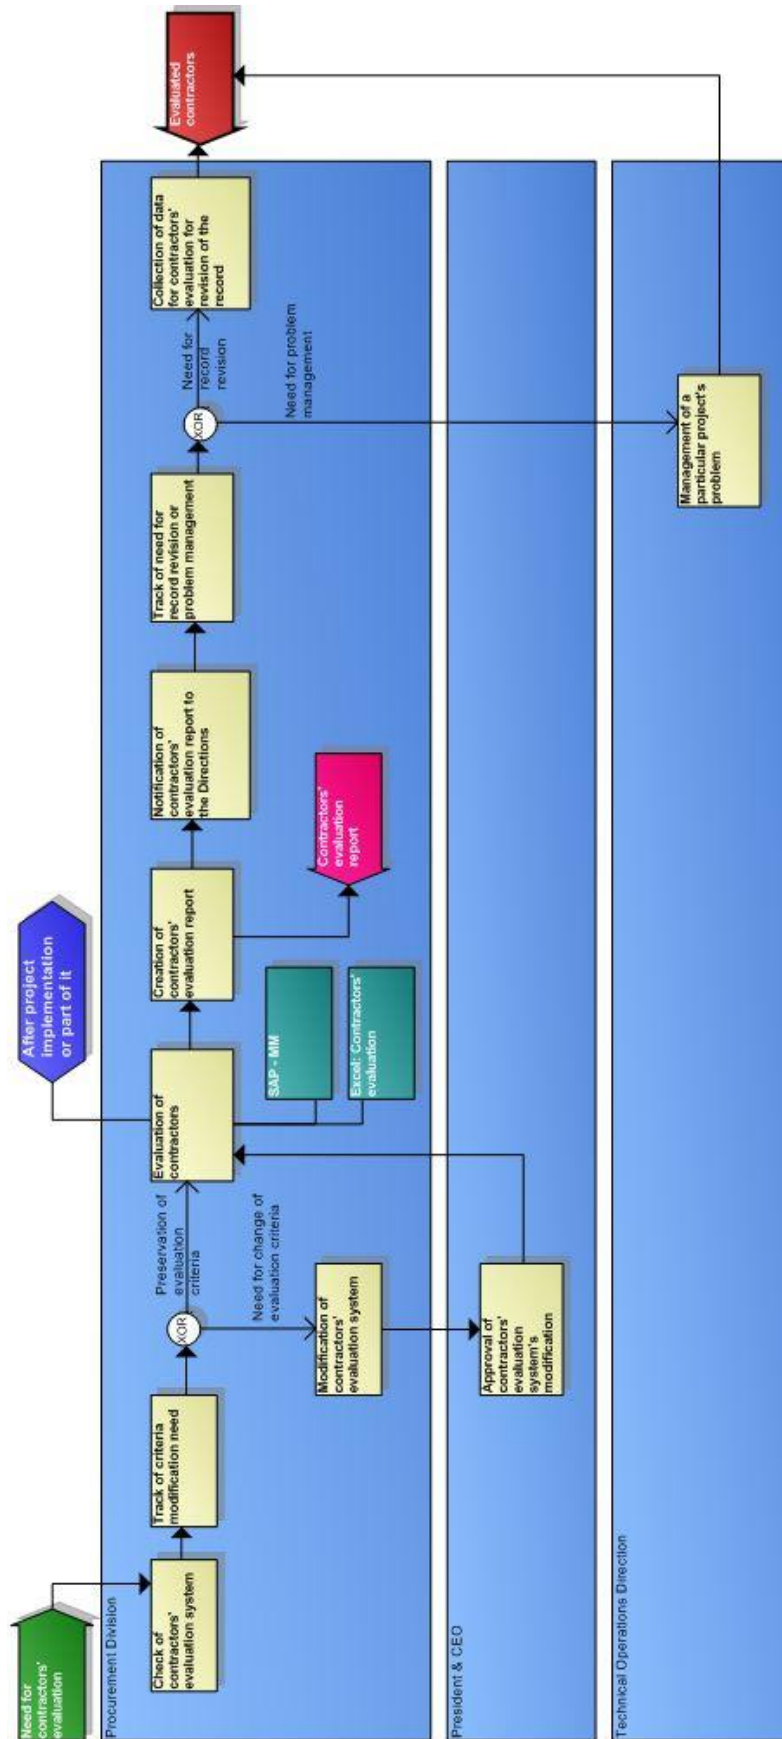 Need for
contractors'
evaluation
Procurement Division
Check of
contractors'
evaluation system
Track of criteria
modification need
XOR
Preservation of
evaluation
criteria
Need for change of
evaluation criteria
Modification of
contractors'
evaluation system
Evaluation of
contractors
After project
implementation
or part of it
SAP - MM
Excel: Contractors'
evaluation
Creation of
contractors'
evaluation report
Contractors'
evaluation
report
Notification of
contractors'
evaluation report to
the Directions
Track of need for
record revision or
problem management
XOR
Need for
record
revision
Need for problem
management
Collection of data
for contractors'
evaluation for
revision of the
record
Evaluated
contractors
President & CEO
Approval of
contractors'
evaluation
system's
modification
Technical Operations Direction
Management of a
particular project's
problem